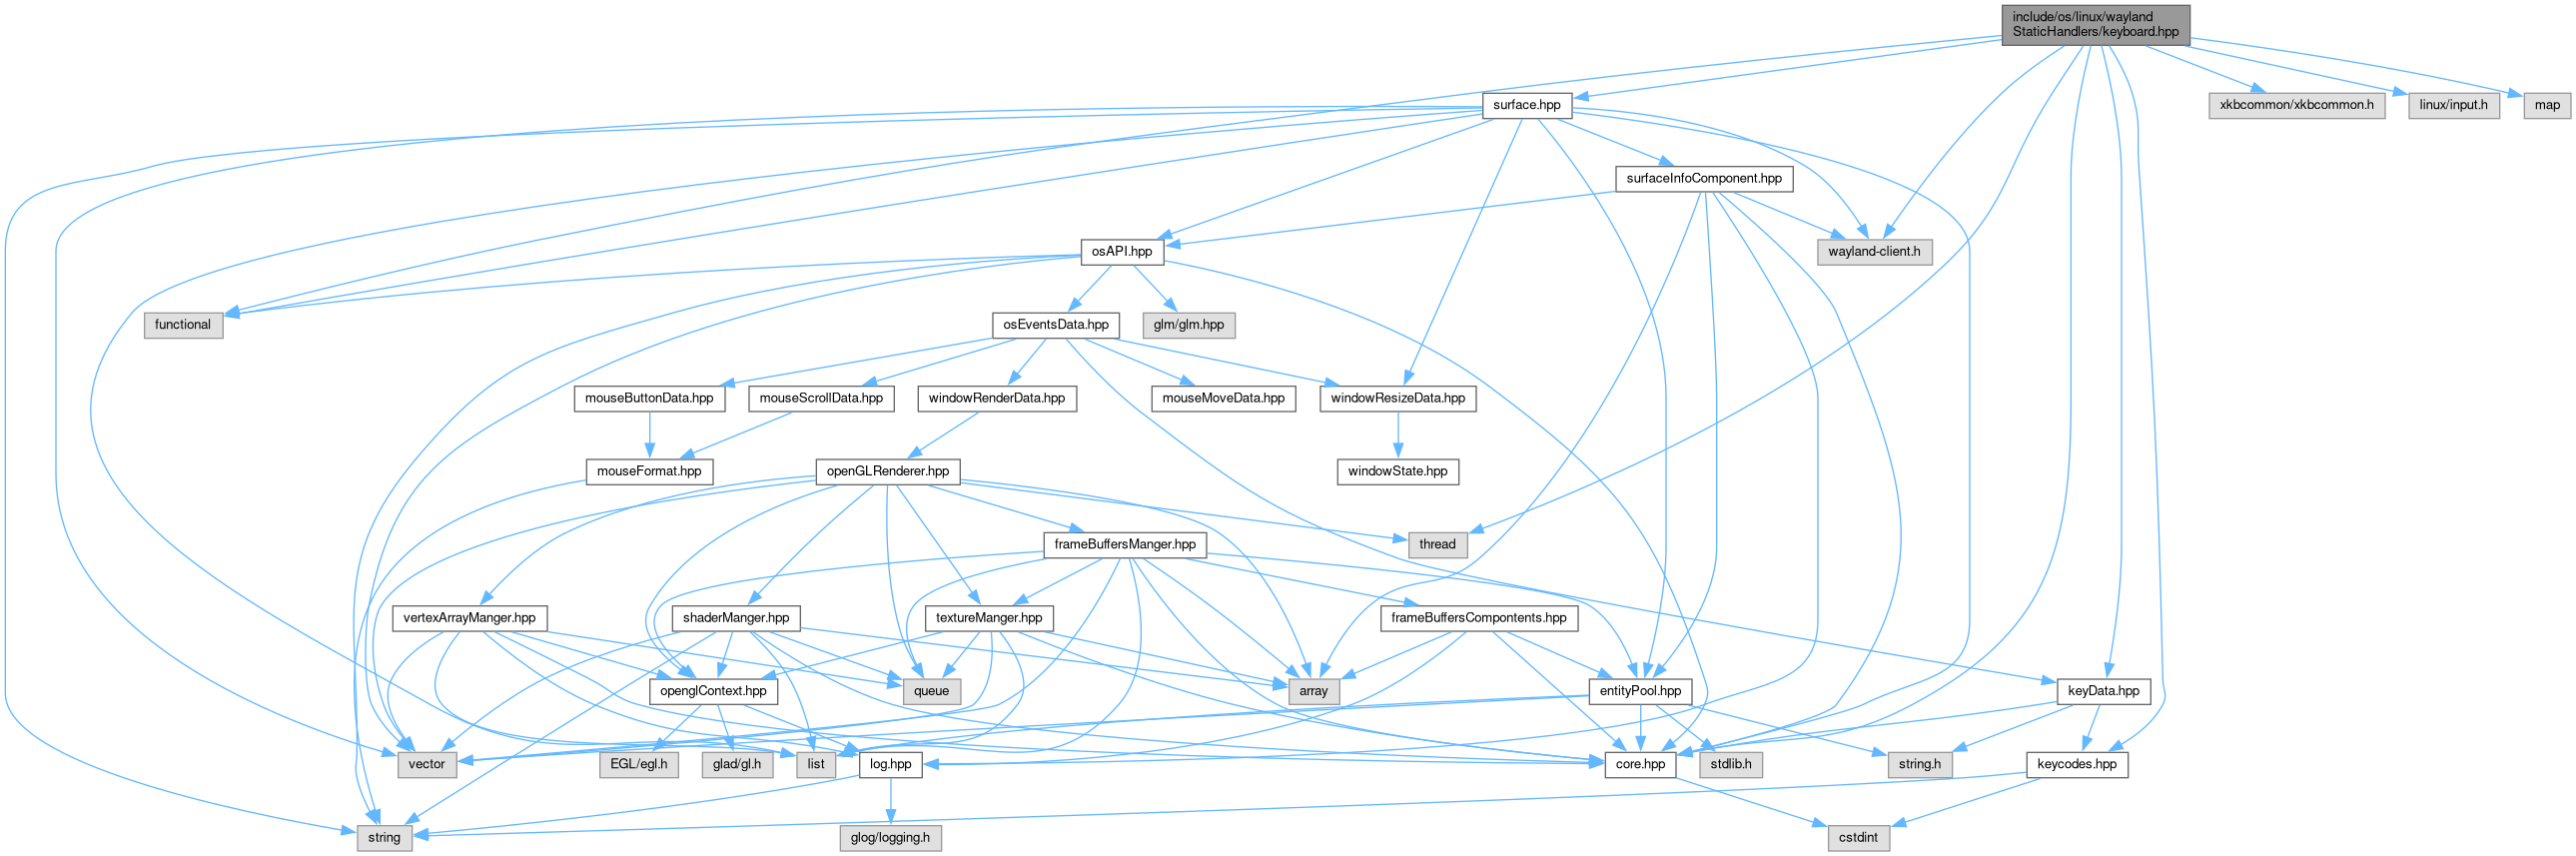 include/os/linux/wayland
StaticHandlers/keyboard.hpp
surface.hpp
xkbcommon/xkbcommon.h
linux/input.h
map
surfaceInfoComponent.hpp
osAPI.hpp
wayland-client.h
functional
osEventsData.hpp
glm/glm.hpp
mouseButtonData.hpp
mouseScrollData.hpp
windowRenderData.hpp
mouseMoveData.hpp
windowResizeData.hpp
mouseFormat.hpp
openGLRenderer.hpp
windowState.hpp
frameBuffersManger.hpp
thread
vertexArrayManger.hpp
shaderManger.hpp
textureManger.hpp
frameBuffersCompontents.hpp
openglContext.hpp
queue
array
entityPool.hpp
keyData.hpp
vector
EGL/egl.h
glad/gl.h
list
log.hpp
core.hpp
stdlib.h
string.h
keycodes.hpp
string
glog/logging.h
cstdint